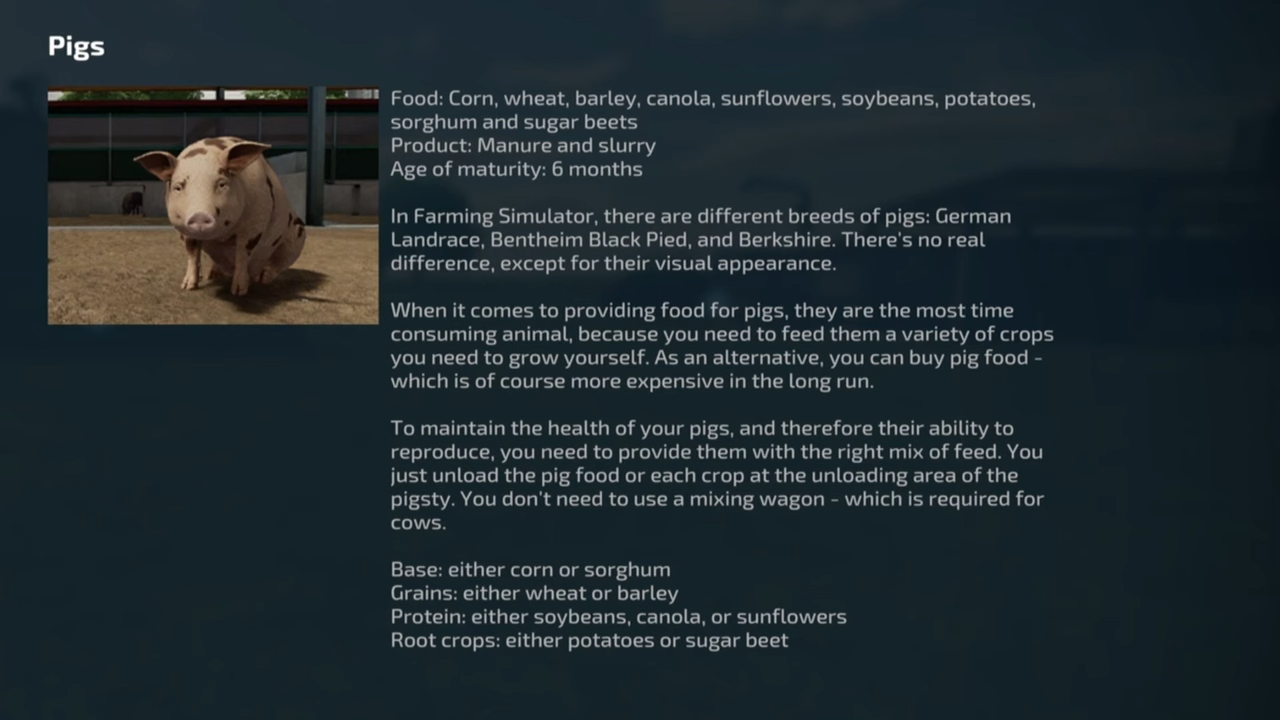 Pigs
Food: Corn, wheat, barley, canola, sunflowers, soybeans, potatoes,
sorghum and sugar beets
Product: Manure and slurry
Age of maturity: 6 months
In Farming Simulator, there are different breeds of pigs: German
Landrace, Bentheim Black Pied, and Berkshire. There's no real
difference, except for their visual appearance.
When it comes to providing food for pigs, they are the most time
consuming animal, because you need to feed them a variety of crops
you need to grow yourself. As an alternative, you can buy pig food -
which is of course more expensive in the long run.
To maintain the health of your pigs, and therefore their ability to
reproduce, you need to provide them with the right mix of feed. You
just unload the pig food or each crop at the unloading area of the
pigsty. You don't need to use a mixing wagon - which is required for
cows.
Base: either corn or sorghum
Grains: either wheat or barley
Protein: either soybeans, canola, or sunflowers
Root crops: either potatoes or sugar beet